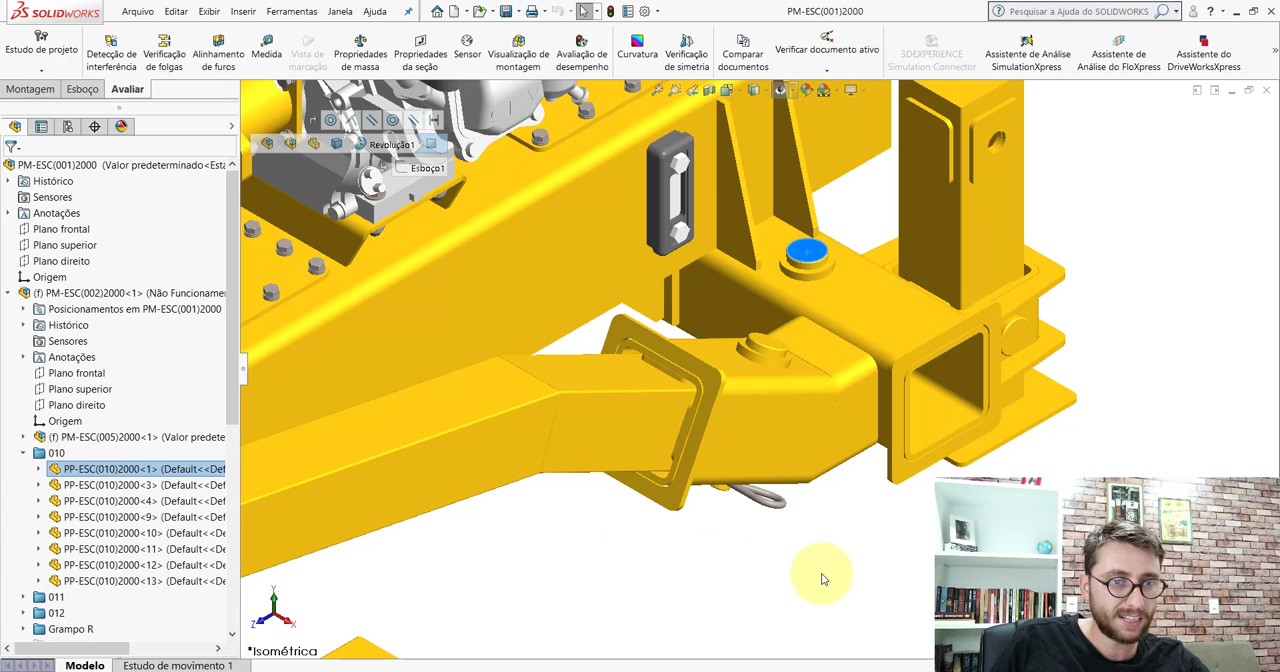 SOLIDWORKS
Arquivo Editar Exibir Inserir Ferramentas Janela Ajuda
PM-ESC(001)2000
Pesquisar a Ajuda do SOLIDWORKS
Estudo de projeto
Detecção de interferência
Verificação de folgas
Alinhamento de furos
Medida
Vista de marcação
Propriedades de massa
Propriedades da seção
Sensor
Visualização de montagem
Avaliação de desempenho
Curvatura
Verificação de simetria
Comparar documentos
Verificar documento ativo
3DEXPERIENCE Simulation Connector
Assistente de Análise SimulationXpress
Assistente de Análise do FloXpress
Assistente do DriveWorksXpress
Montagem Esboço Avaliar
Revolução1
Esboço1
PM-ESC(001)2000 (Valor predeterminado<Esta
Histórico
Sensores
Anotações
Plano frontal
Plano superior
Plano direito
Origem
(f) PM-ESC(002)2000<1> (Não Funcioname
Posicionamentos em PM-ESC(001)2000
Histórico
Sensores
Anotações
Plano frontal
Plano superior
Plano direito
Origem
(f) PM-ESC(005)2000<1> (Valor predete
010
PP-ESC(010)2000<1> (Default<<Def
PP-ESC(010)2000<3> (Default<<Def
PP-ESC(010)2000<4> (Default<<Def
PP-ESC(010)2000<9> (Default<<Def
PP-ESC(010)2000<10> (Default<<De
PP-ESC(010)2000<11> (Default<<De
PP-ESC(010)2000<12> (Default<<De
PP-ESC(010)2000<13> (Default<<De
011
012
Grampo R
Y
Z
X
*Isométrica
Modelo Estudo de movimento 1